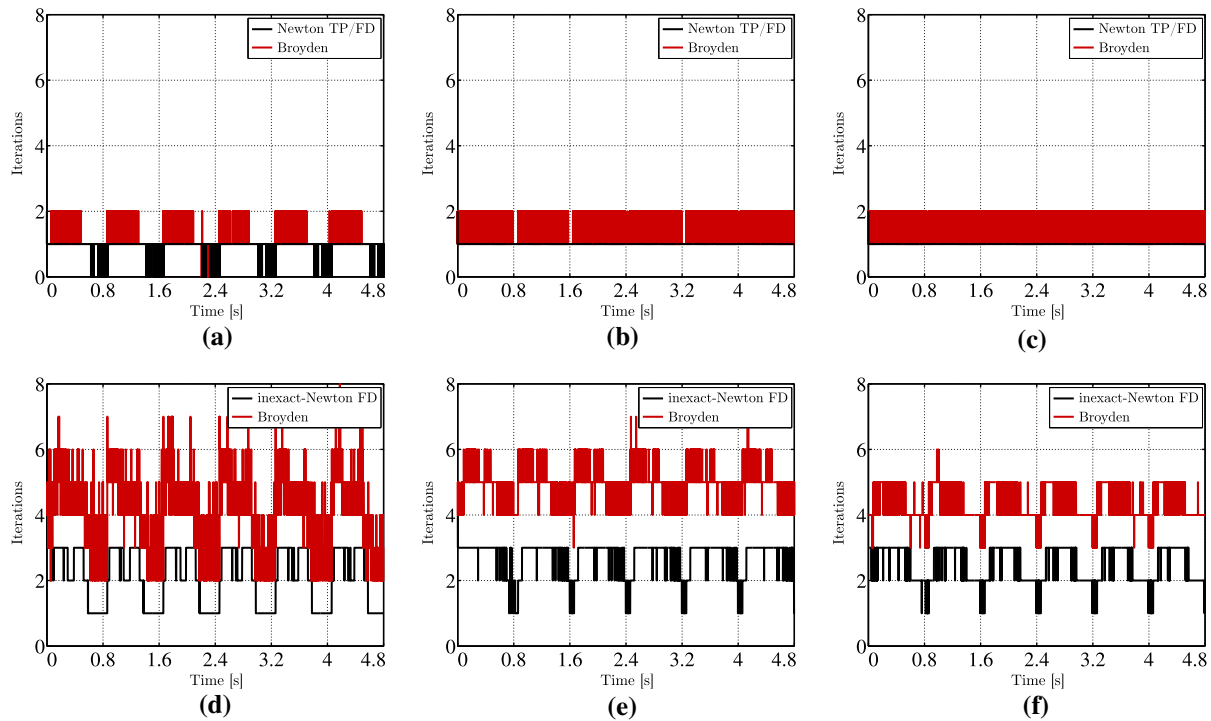 8
6
4
2
0
Iterations
Newton TP/FD
Broyden
0 0.8 1.6 2.4 3.2 4 4.8
Time [s]
(a)
8
6
4
2
0
Iterations
Newton TP/FD
Broyden
0 0.8 1.6 2.4 3.2 4 4.8
Time [s]
(b)
8
6
4
2
0
Iterations
Newton TP/FD
Broyden
0 0.8 1.6 2.4 3.2 4 4.8
Time [s]
(c)
8
6
4
2
0
Iterations
inexact-Newton FD
Broyden
0 0.8 1.6 2.4 3.2 4 4.8
Time [s]
(d)
8
6
4
2
0
Iterations
inexact-Newton FD
Broyden
0 0.8 1.6 2.4 3.2 4 4.8
Time [s]
(e)
8
6
4
2
0
Iterations
inexact-Newton FD
Broyden
0 0.8 1.6 2.4 3.2 4 4.8
Time [s]
(f)